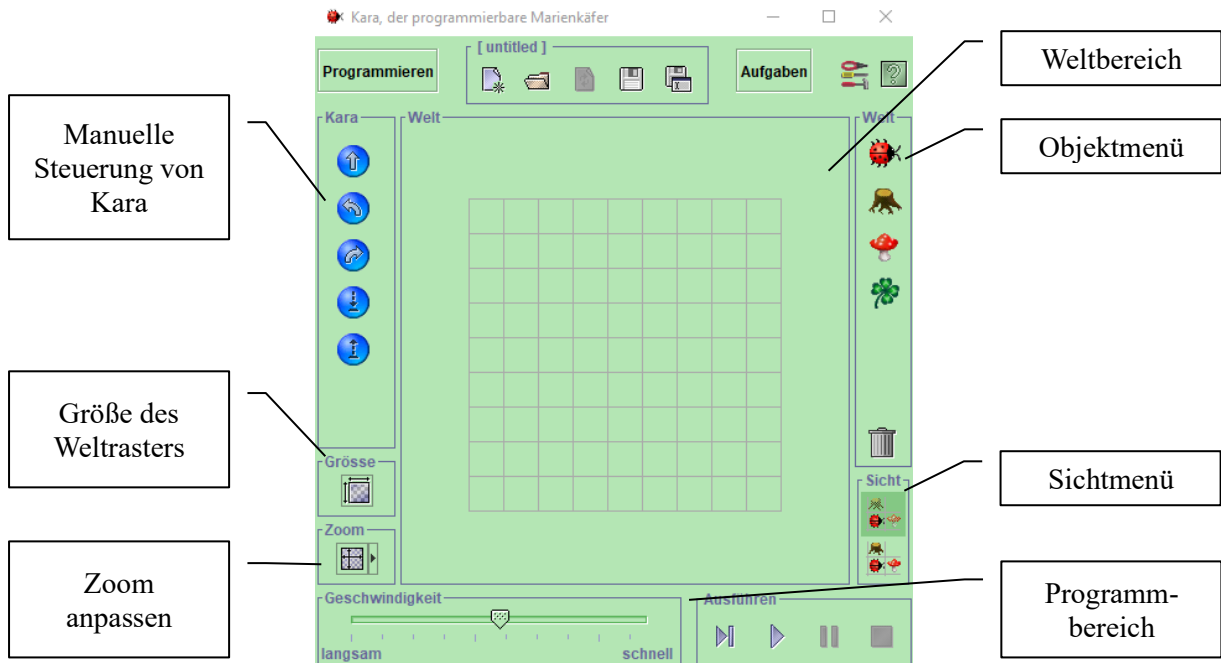 Kara, der programmierbare Marienkäfer
Programmieren
[ untitled ]
Aufgaben
Weltbereich
Manuelle
Steuerung von
Kara
Kara
Welt
Welt
Objektmenü
Größe des
Weltrasters
Grösse
Sicht
Sichtmenü
Zoom
Zoom
anpassen
Geschwindigkeit
langsam
schnell
Ausführen
Programm-
bereich